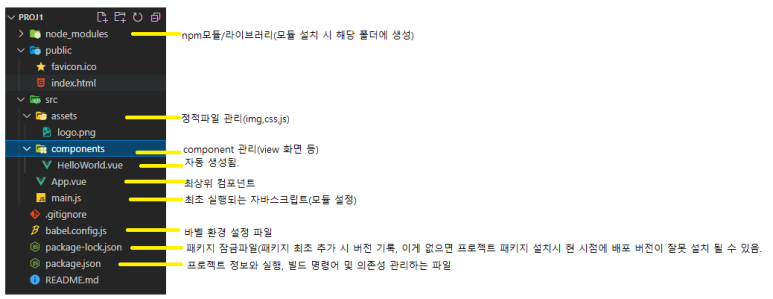 PROJ1
node_modules
npm모듈/라이브러리(모듈 설치 시 해당 폴더에 생성)
public
favicon.ico
index.html
src
assets
정적파일 관리(img,css,js)
logo.png
components
component 관리(view 화면 등)
HelloWorld.vue
자동 생성됨.
App.vue
최상위 컴포넌트
main.js
최초 실행되는 자바스크립트(모듈 설정)
.gitignore
babel.config.js
바벨 환경 설정 파일
package-lock.json
패키지 잠금파일(패키지 최초 추가 시 버전 기록, 이게 없으면 프로젝트 패키지 설치시 현 시점에 배포 버전이 잘못 설치 될 수 있음.
package.json
프로젝트 정보와 실행, 빌드 명령어 및 의존성 관리하는 파일
README.md